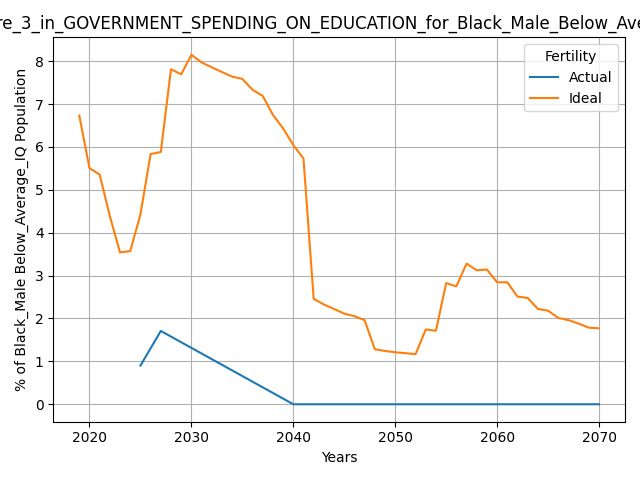 re_3_in_GOVERNMENT_SPENDING_ON_EDUCATION_for_Black_Male_Below_Ave
Fertility
Actual
Ideal
% of Black_Male Below_Average_IQ Population
8
7
6
5
4
3
2
1
0
2020 2030 2040 2050 2060 2070
Years